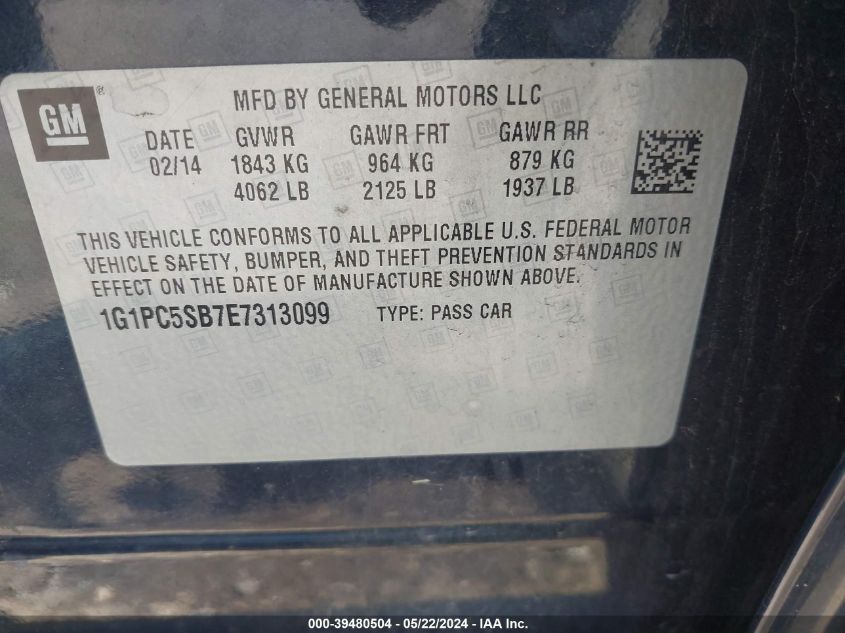 GM ®
MFD BY GENERAL MOTORS LLC
DATE GVWR GAWR FRT GAWR RR
02/14 1843 KG 964 KG 879 KG
4062 LB 2125 LB 1937 LB
THIS VEHICLE CONFORMS TO ALL APPLICABLE U.S. FEDERAL MOTOR
VEHICLE SAFETY, BUMPER, AND THEFT PREVENTION STANDARDS IN
EFFECT ON THE DATE OF MANUFACTURE SHOWN ABOVE.
1G1PC5SB7E7313099 TYPE: PASS CAR
000-39480504 - 05/22/2024 - IAA Inc.